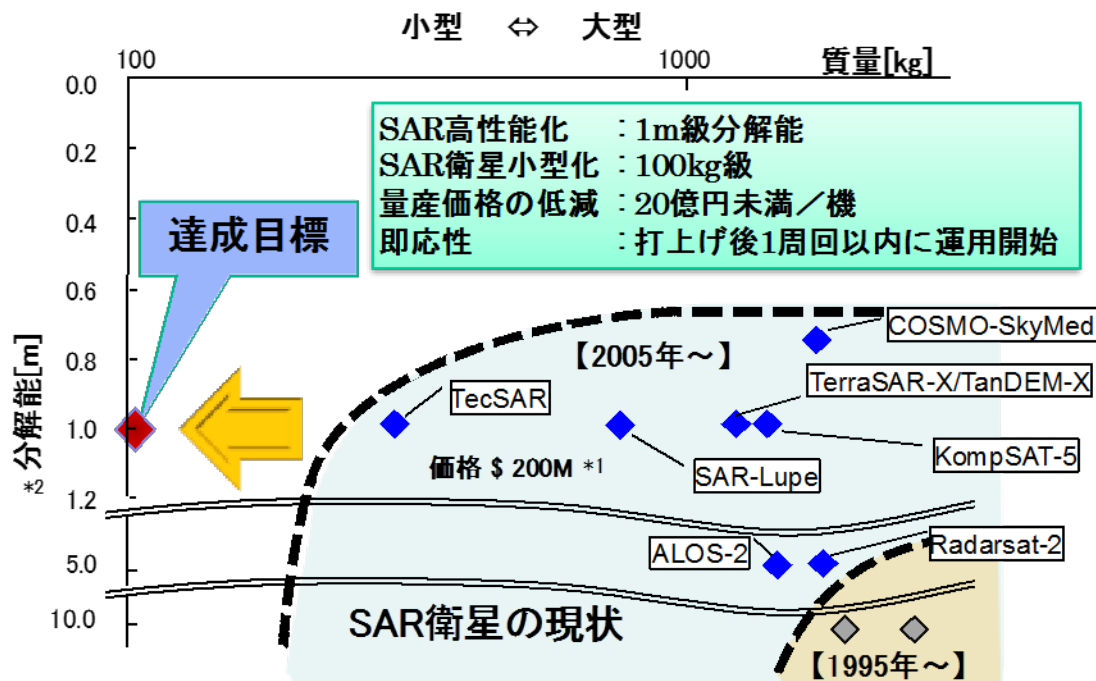 小型 ⇔ 大型
100
1000
質量[kg]
0.0
0.2
0.4
0.6
0.8
1.0
1.2
5.0
10.0
*2 分解能[m]
SAR高性能化 :1m級分解能
SAR衛星小型化:100kg級
量産価格の低減:20億円未満/機
即応性 :打上げ後1周回以内に運用開始
達成目標
【2005年~】
COSMO-SkyMed
TerraSAR-X/TanDEM-X
TecSAR
価格$200M *1
SAR-Lupe
KompSAT-5
ALOS-2
Radarsat-2
SAR衛星の現状
【1995年~】